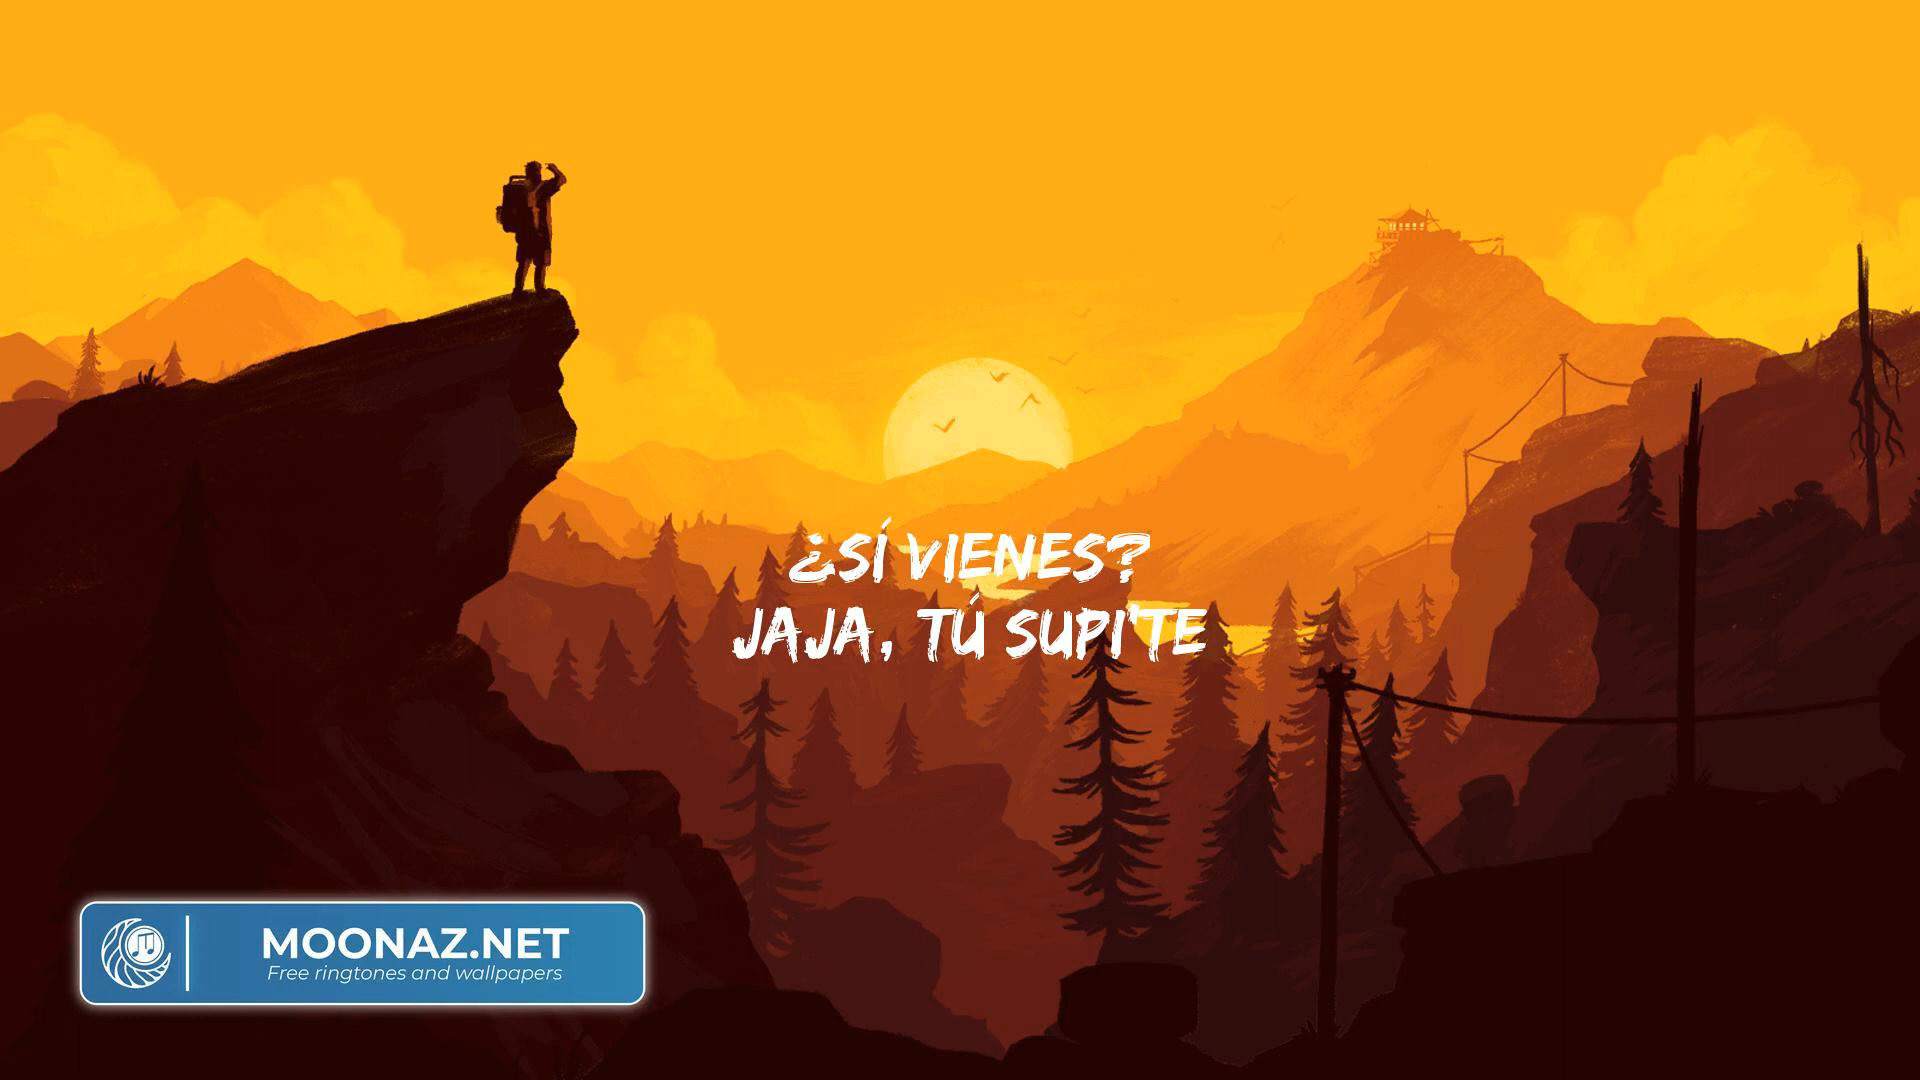 ¿SÍ VIENES?
JAJA, TÚ SUPI'TE
MOONAZ.NET
Free ringtones and wallpapers